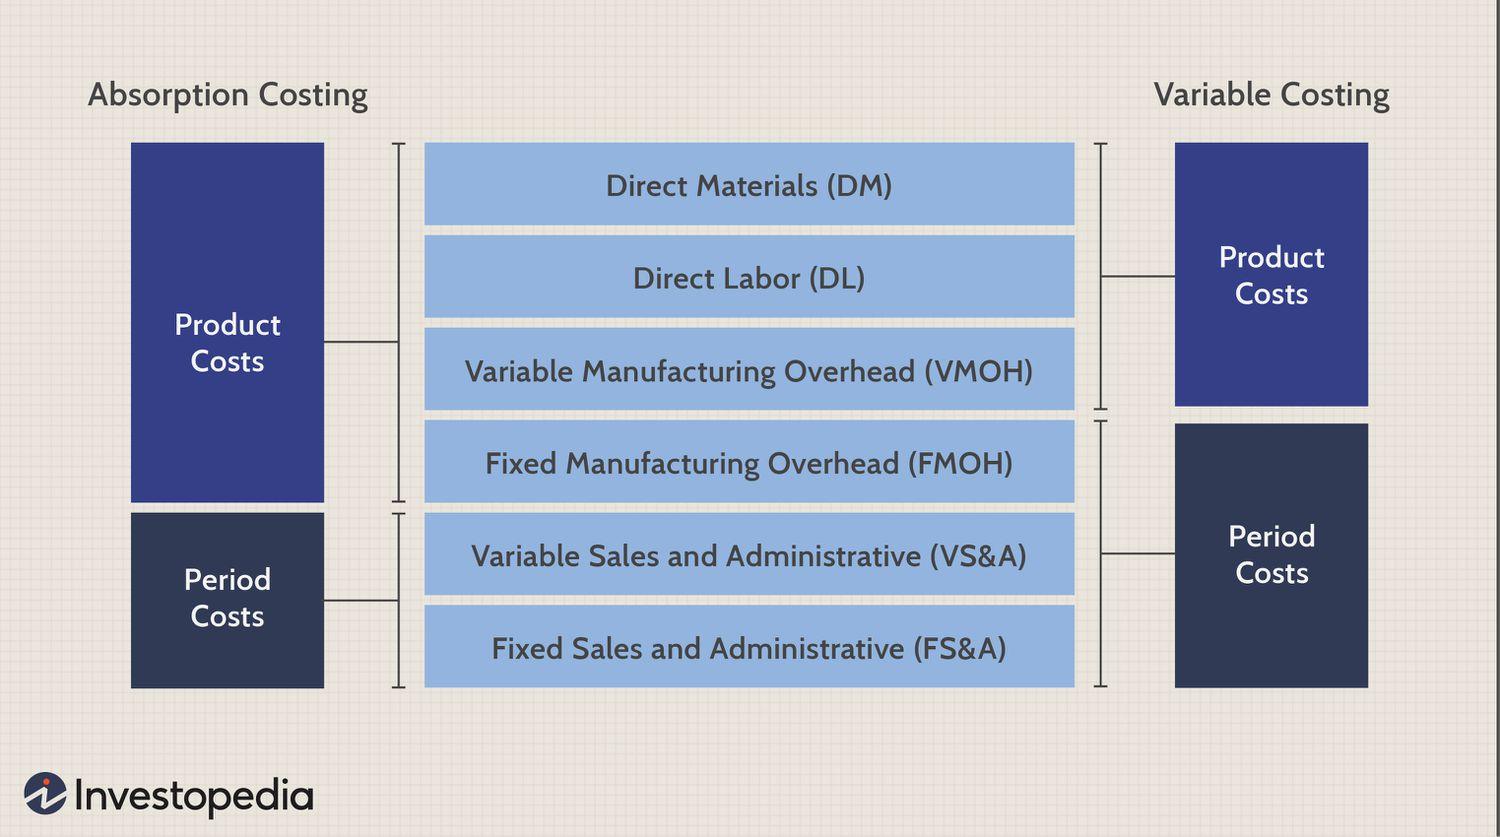 Absorption Costing
Variable Costing
Product
Costs
Period
Costs
Direct Materials (DM)
Direct Labor (DL)
Variable Manufacturing Overhead (VMOH)
Fixed Manufacturing Overhead (FMOH)
Variable Sales and Administrative (VS&A)
Fixed Sales and Administrative (FS&A)
Product
Costs
Period
Costs
Investopedia